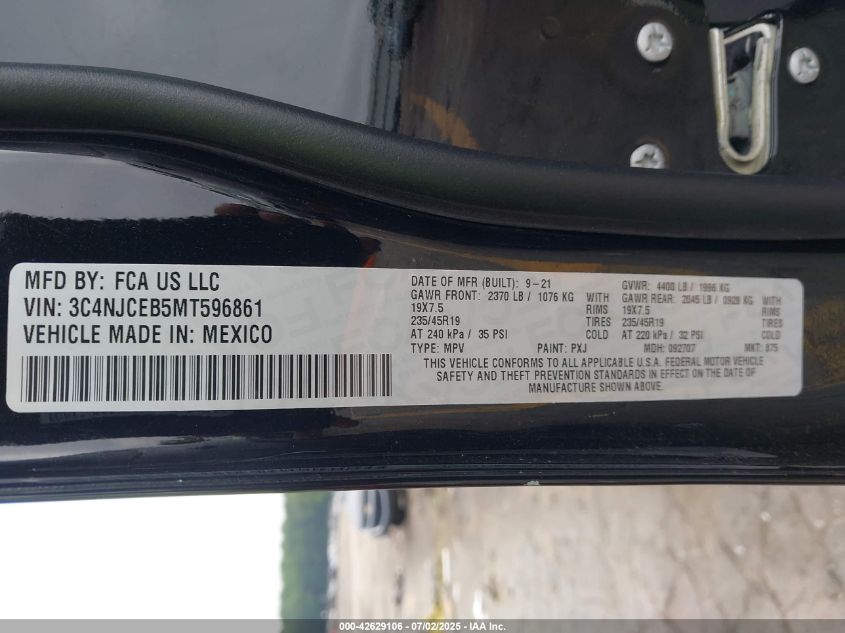 MFD BY: FCA US LLC
VIN: 3C4NJCEB5MT596861
VEHICLE MADE IN: MEXICO
DATE OF MFR (BUILT): 9-21
GVWR: 4400 LB / 1996 KG
GAWR FRONT: 2370 LB / 1076 KG
GAWR REAR: 2045 LB / 0928 KG
19X7.5 RIMS 19X7.5 RIMS
235/45R19 TIRES 235/45R19 TIRES
AT 240 kPa / 35 PSI COLD AT 220 kPa / 32 PSI COLD
TYPE: MPV PAINT: PXJ MDH: 092707 MKT: 875
THIS VEHICLE CONFORMS TO ALL APPLICABLE U.S.A. FEDERAL MOTOR VEHICLE
SAFETY AND THEFT PREVENTION STANDARDS IN EFFECT ON THE DATE OF
MANUFACTURE SHOWN ABOVE.
000-42629106 - 07/02/2025 - IAA Inc.